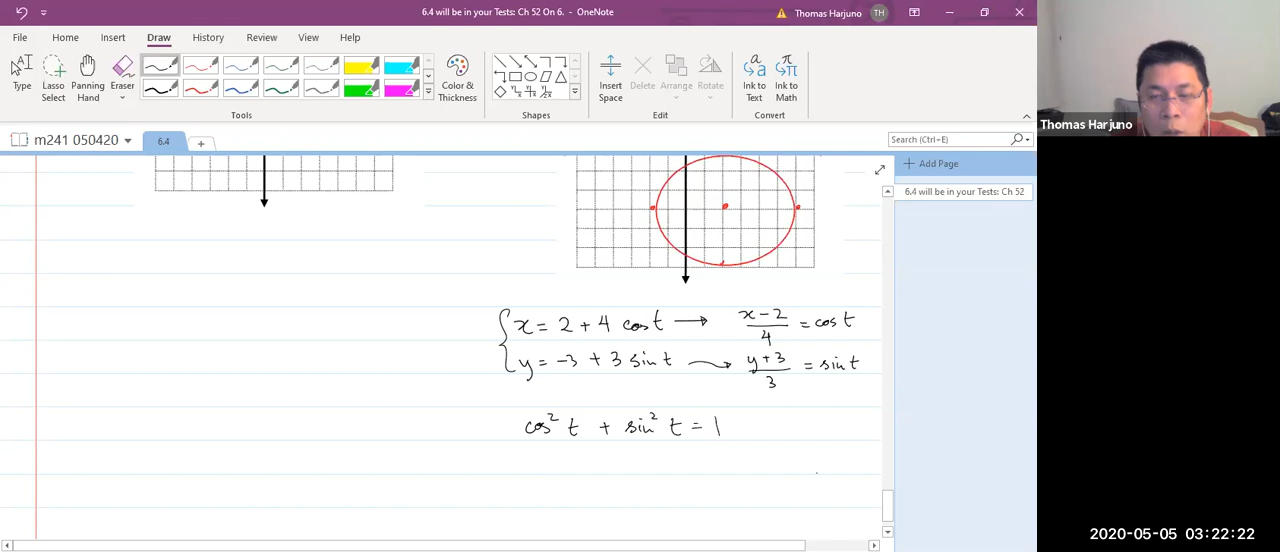 6.4 will be in your Tests: Ch 52 On 6. - OneNote
Thomas Harjuno TH
File Home Insert Draw History Review View Help
Type
Lasso Select
Panning Hand
Eraser
Color & Thickness
Insert Space
Delete
Arrange
Rotate
Ink to Text
Ink to Math
Tools
Shapes
Edit
Convert
m241 050420
6.4
Search (Ctrl+E)
Add Page
6.4 will be in your Tests: Ch 52
x = 2 + 4 cos t → (x - 2)/4 = cos t
y = -3 + 3 sin t → (y + 3)/3 = sin t
cos² t + sin² t = 1
Thomas Harjuno
2020-05-05 03:22:22